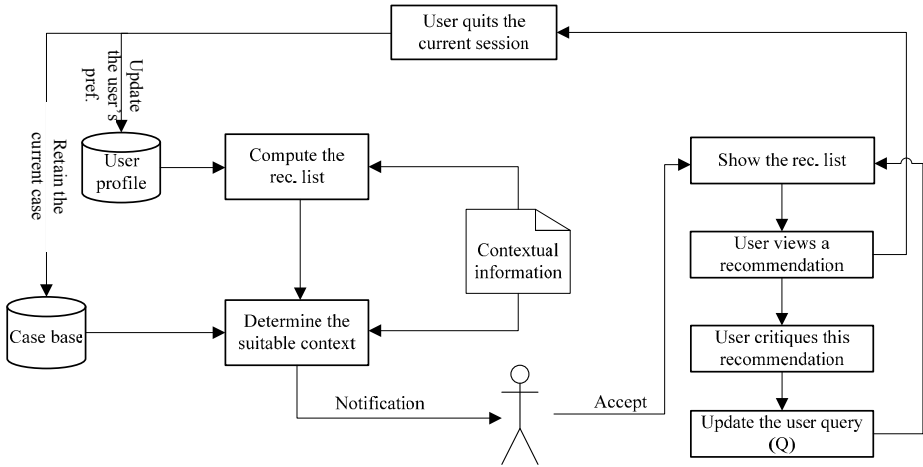 User quits the
current session
Update
the user's
pref.
Retain the
current case
User
profile
Compute the
rec. list
Show the rec. list
Contextual
information
User views a
recommendation
Case base
Determine the
suitable context
User critiques this
recommendation
Notification
Accept
Update the user query
(Q)